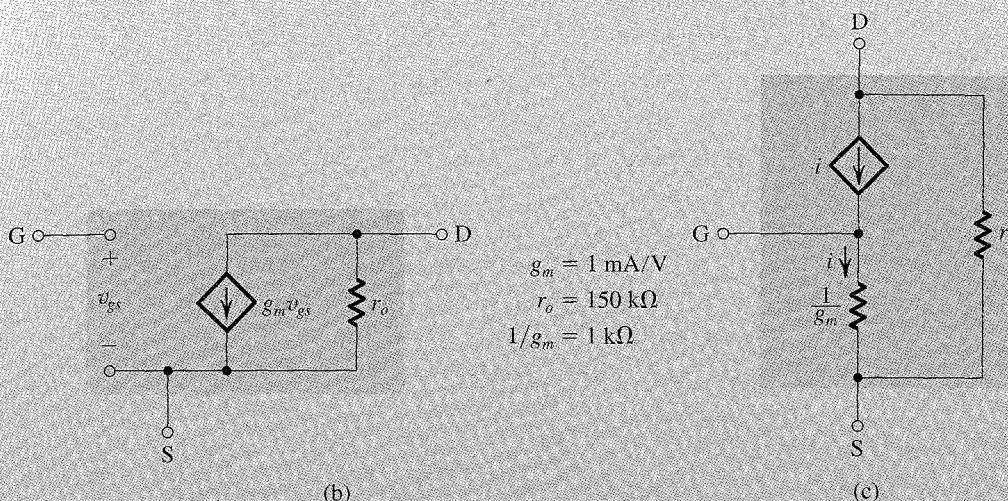 D
i
G
D
G
+
v_gs
g_m v_gs
r_o
−
S
g_m = 1 mA/V
r_o = 150 kΩ
1/g_m = 1 kΩ
i
1/g_m
r
S
(b)
(c)